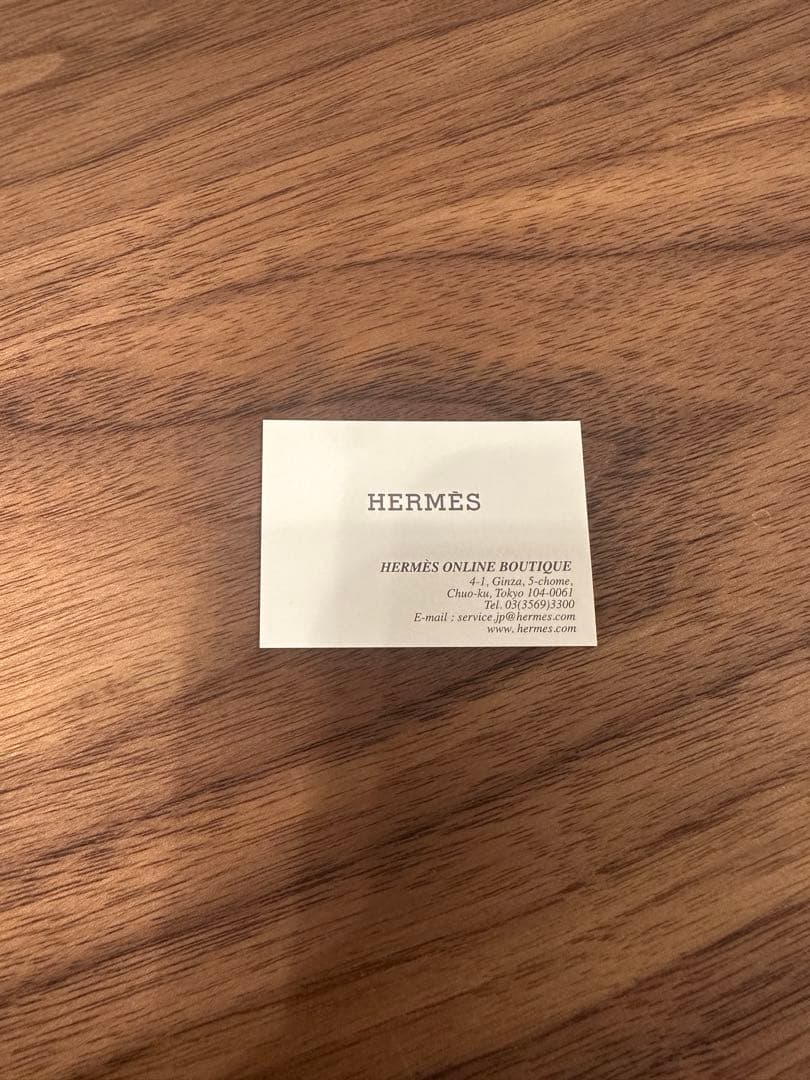 HERMÈS
HERMÈS ONLINE BOUTIQUE
4-1, Ginza, 5-chome,
Chuo-ku, Tokyo 104-0061
Tel. 03(3569)3300
E-mail : service.jp@hermes.com
www. hermes.com